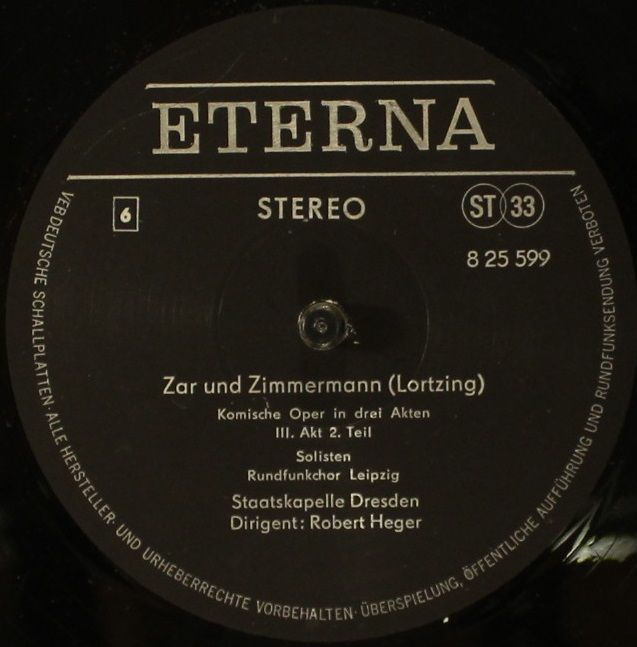 ETERNA
6
STEREO
ST 33
8 25 599
Zar und Zimmermann (Lortzing)
Komische Oper in drei Akten
III. Akt 2. Teil
Solisten
Rundfunkchor Leipzig
Staatskapelle Dresden
Dirigent: Robert Heger
VEB DEUTSCHE SCHALLPLATTEN · ALLE HERSTELLER- UND URHEBERRECHTE VORBEHALTEN · ÜBERSPIELUNG, ÖFFENTLICHE AUFFÜHRUNG UND RUNDFUNKSENDUNG VERBOTEN